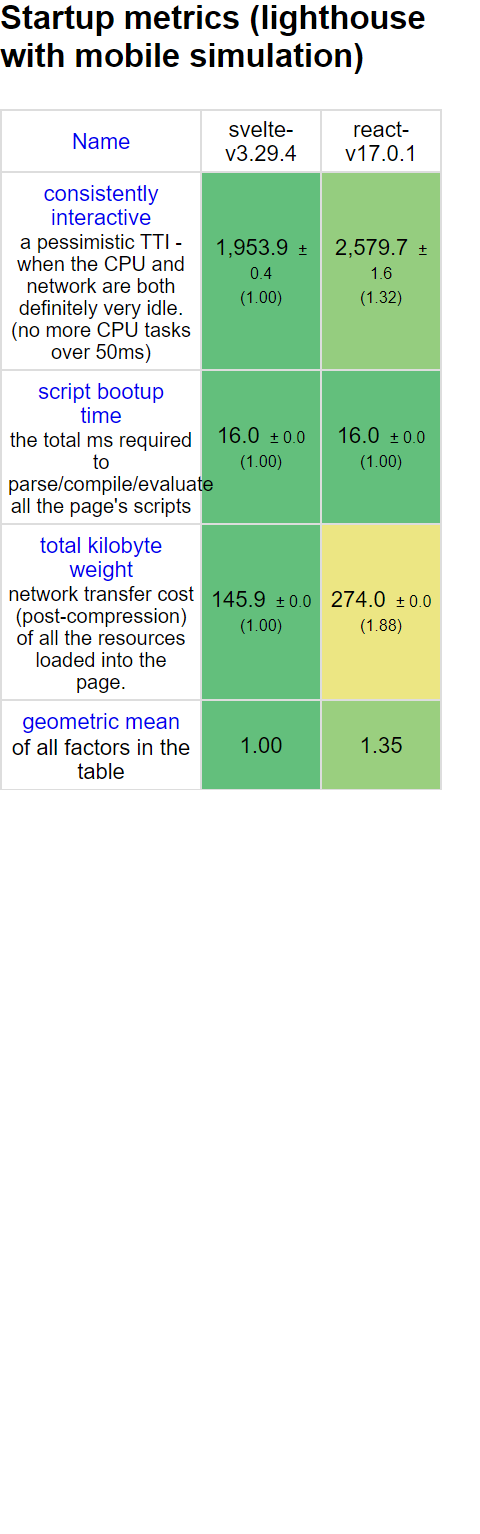 Startup metrics (lighthouse
with mobile simulation)
Name
svelte-
v3.29.4
react-
v17.0.1
consistently
interactive
a pessimistic TTI -
when the CPU and
network are both
definitely very idle.
(no more CPU tasks
over 50ms)
1,953.9 ±
0.4
(1.00)
2,579.7 ±
1.6
(1.32)
script bootup
time
the total ms required
to
parse/compile/evaluate
all the page's scripts
16.0 ± 0.0
(1.00)
16.0 ± 0.0
(1.00)
total kilobyte
weight
network transfer cost
(post-compression)
of all the resources
loaded into the
page.
145.9 ± 0.0
(1.00)
274.0 ± 0.0
(1.88)
geometric mean
of all factors in the
table
1.00
1.35